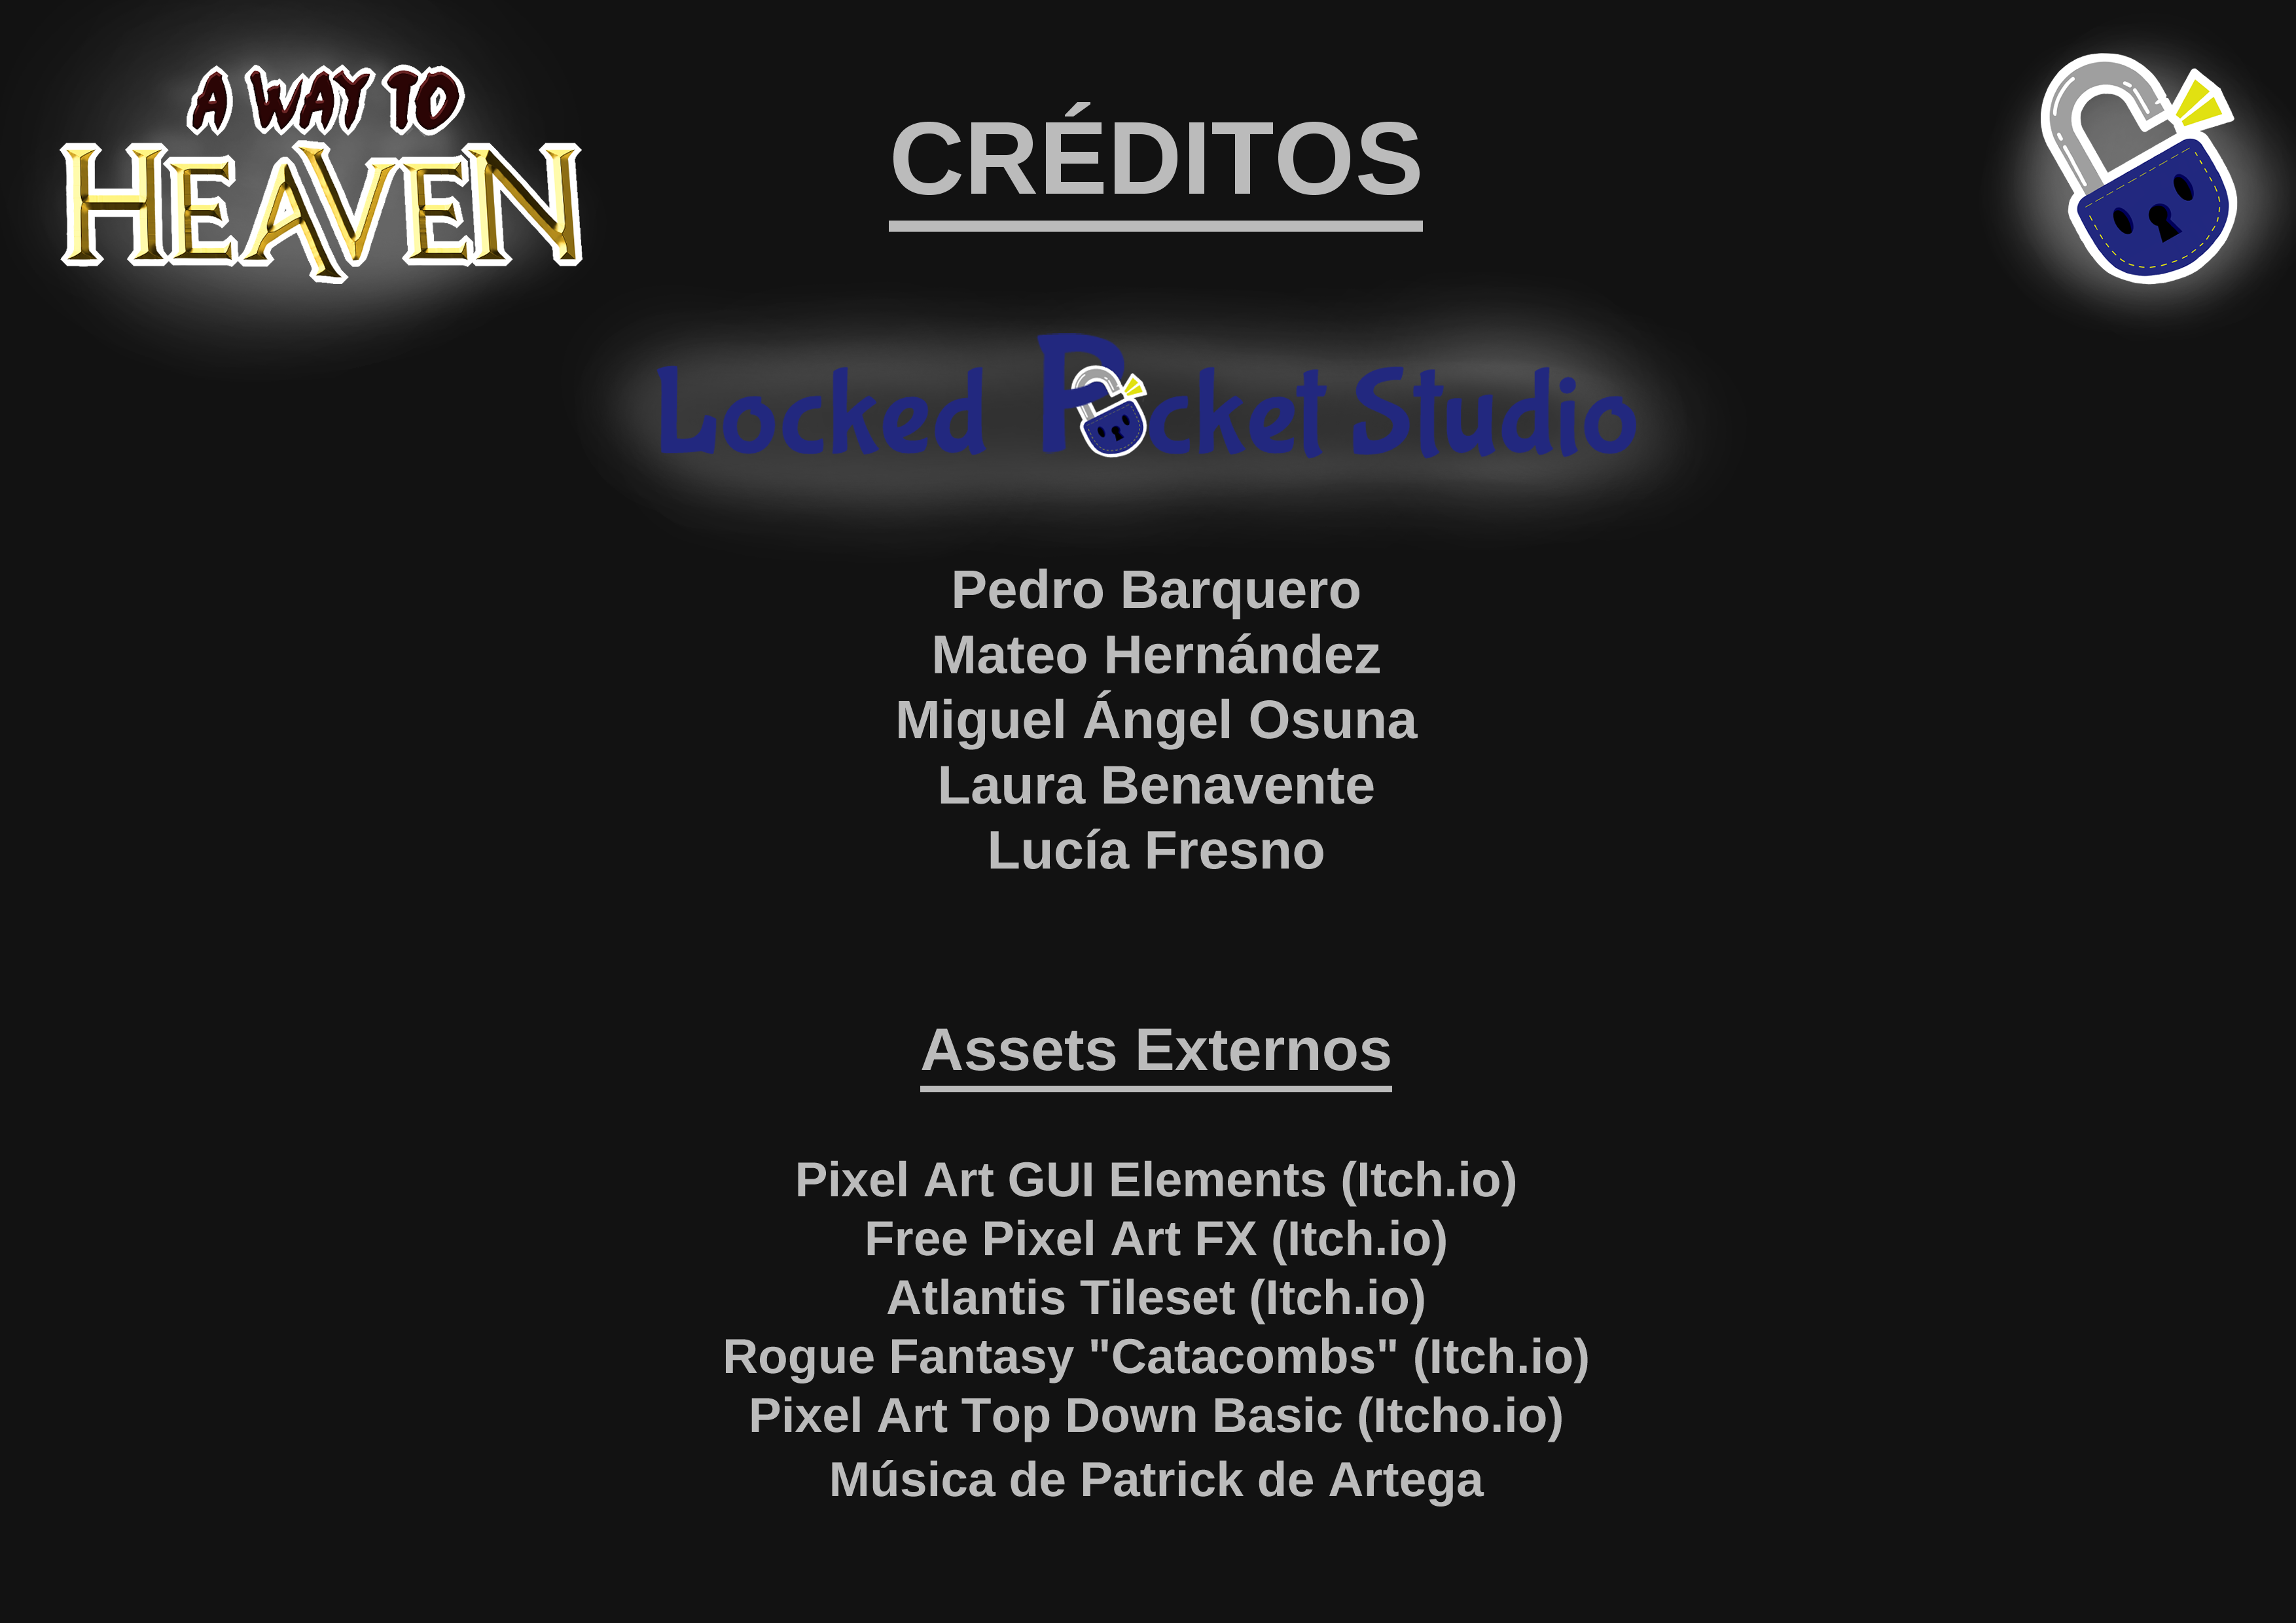 A WAY TO
HEAVEN
CRÉDITOS
Locked Pocket Studio
Pedro Barquero
Mateo Hernández
Miguel Ángel Osuna
Laura Benavente
Lucía Fresno
Assets Externos
Pixel Art GUI Elements (Itch.io)
Free Pixel Art FX (Itch.io)
Atlantis Tileset (Itch.io)
Rogue Fantasy "Catacombs" (Itch.io)
Pixel Art Top Down Basic (Itcho.io)
Música de Patrick de Artega